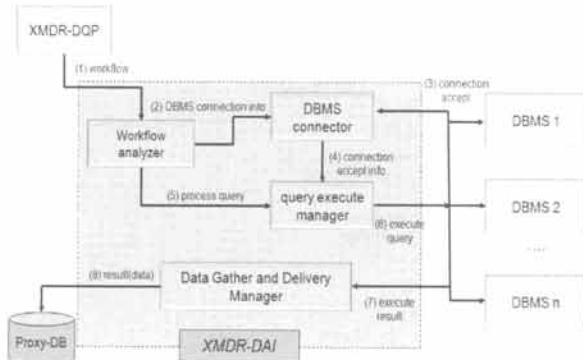 XMDR-DQP
(1) workflow
(2) DBMS connection info
(3) connection
accept
Workflow
analyzer
DBMS
connector
DBMS 1
(4) connection
accept info
(5) process query
query execute
manager
DBMS 2
(6) execute
query
....
(8) result(data)
Data Gather and Delivery
Manager
(7) execute
result
DBMS n
Proxy-DB
XMDR-DAI